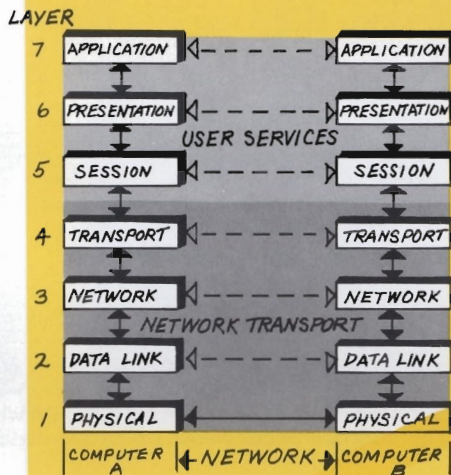 LAYER
7 APPLICATION APPLICATION
6 PRESENTATION PRESENTATION
USER SERVICES
5 SESSION SESSION
4 TRANSPORT TRANSPORT
3 NETWORK NETWORK
NETWORK TRANSPORT
2 DATA LINK DATA LINK
1 PHYSICAL PHYSICAL
COMPUTER A NETWORK COMPUTER B